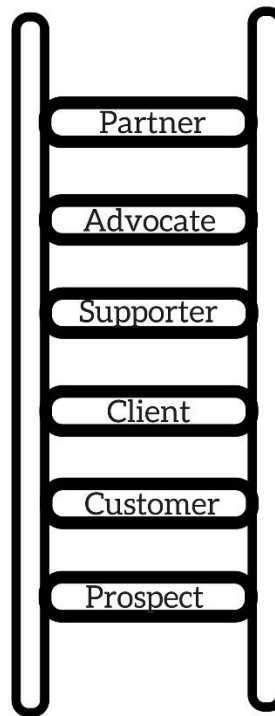 Partner
Advocate
Supporter
Client
Customer
Prospect